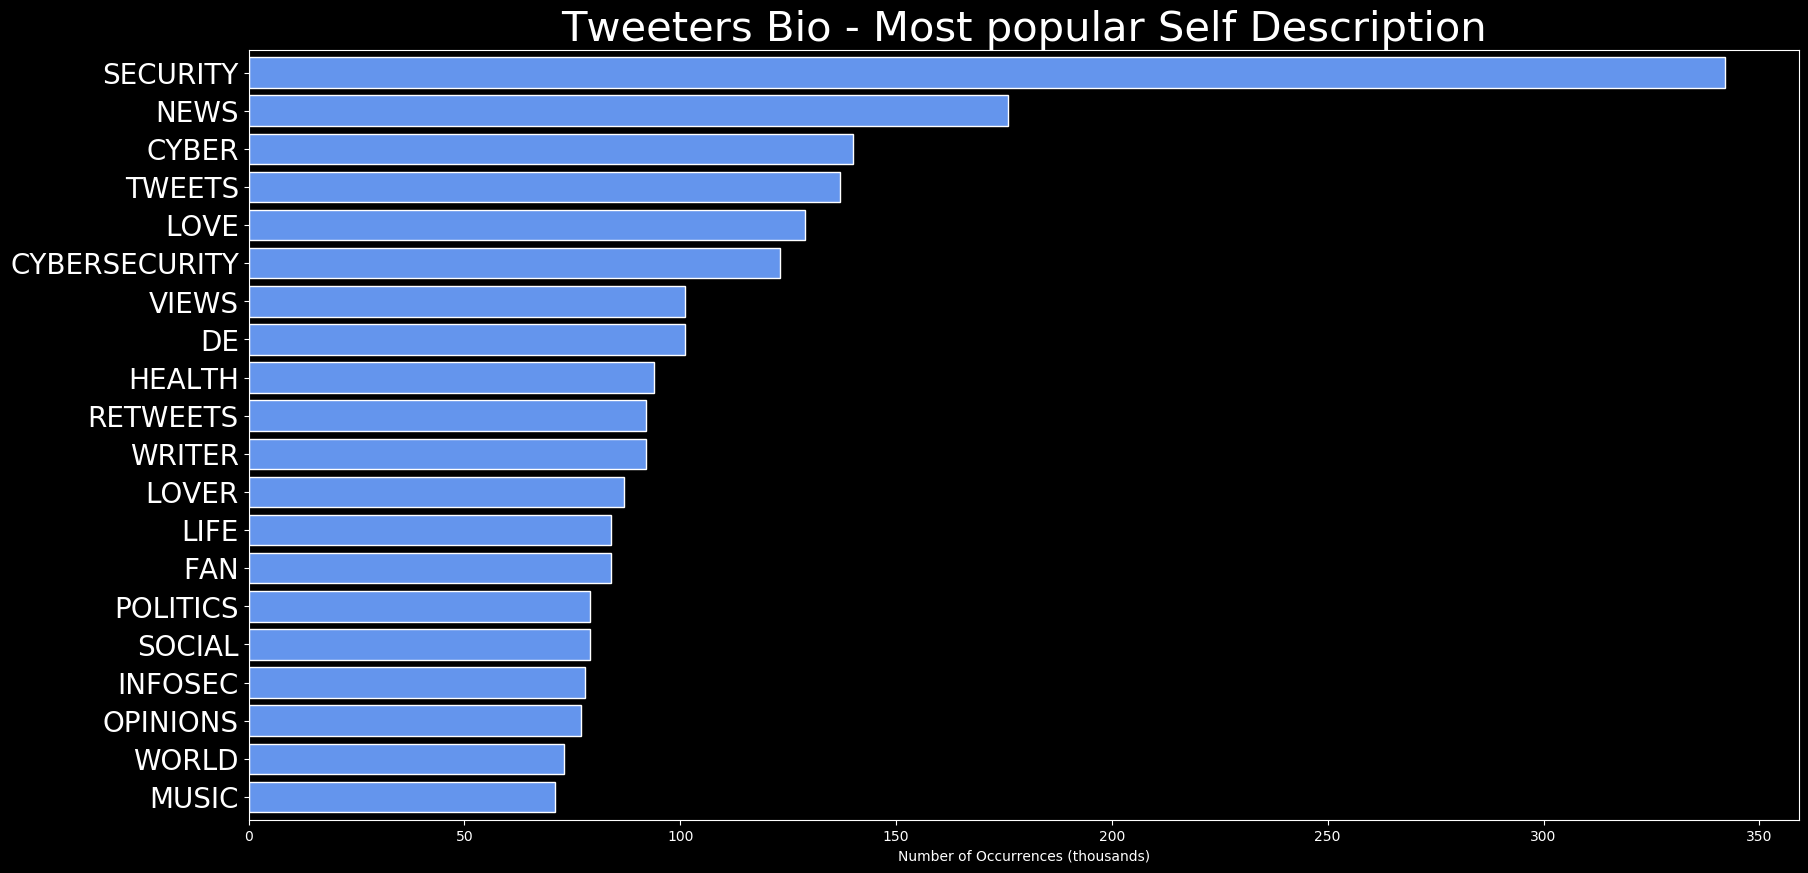 Tweeters Bio - Most popular Self Description
SECURITY
NEWS
CYBER
TWEETS
LOVE
CYBERSECURITY
VIEWS
DE
HEALTH
RETWEETS
WRITER
LOVER
LIFE
FAN
POLITICS
SOCIAL
INFOSEC
OPINIONS
WORLD
MUSIC
0 50 100 150 200 250 300 350
Number of Occurrences (thousands)